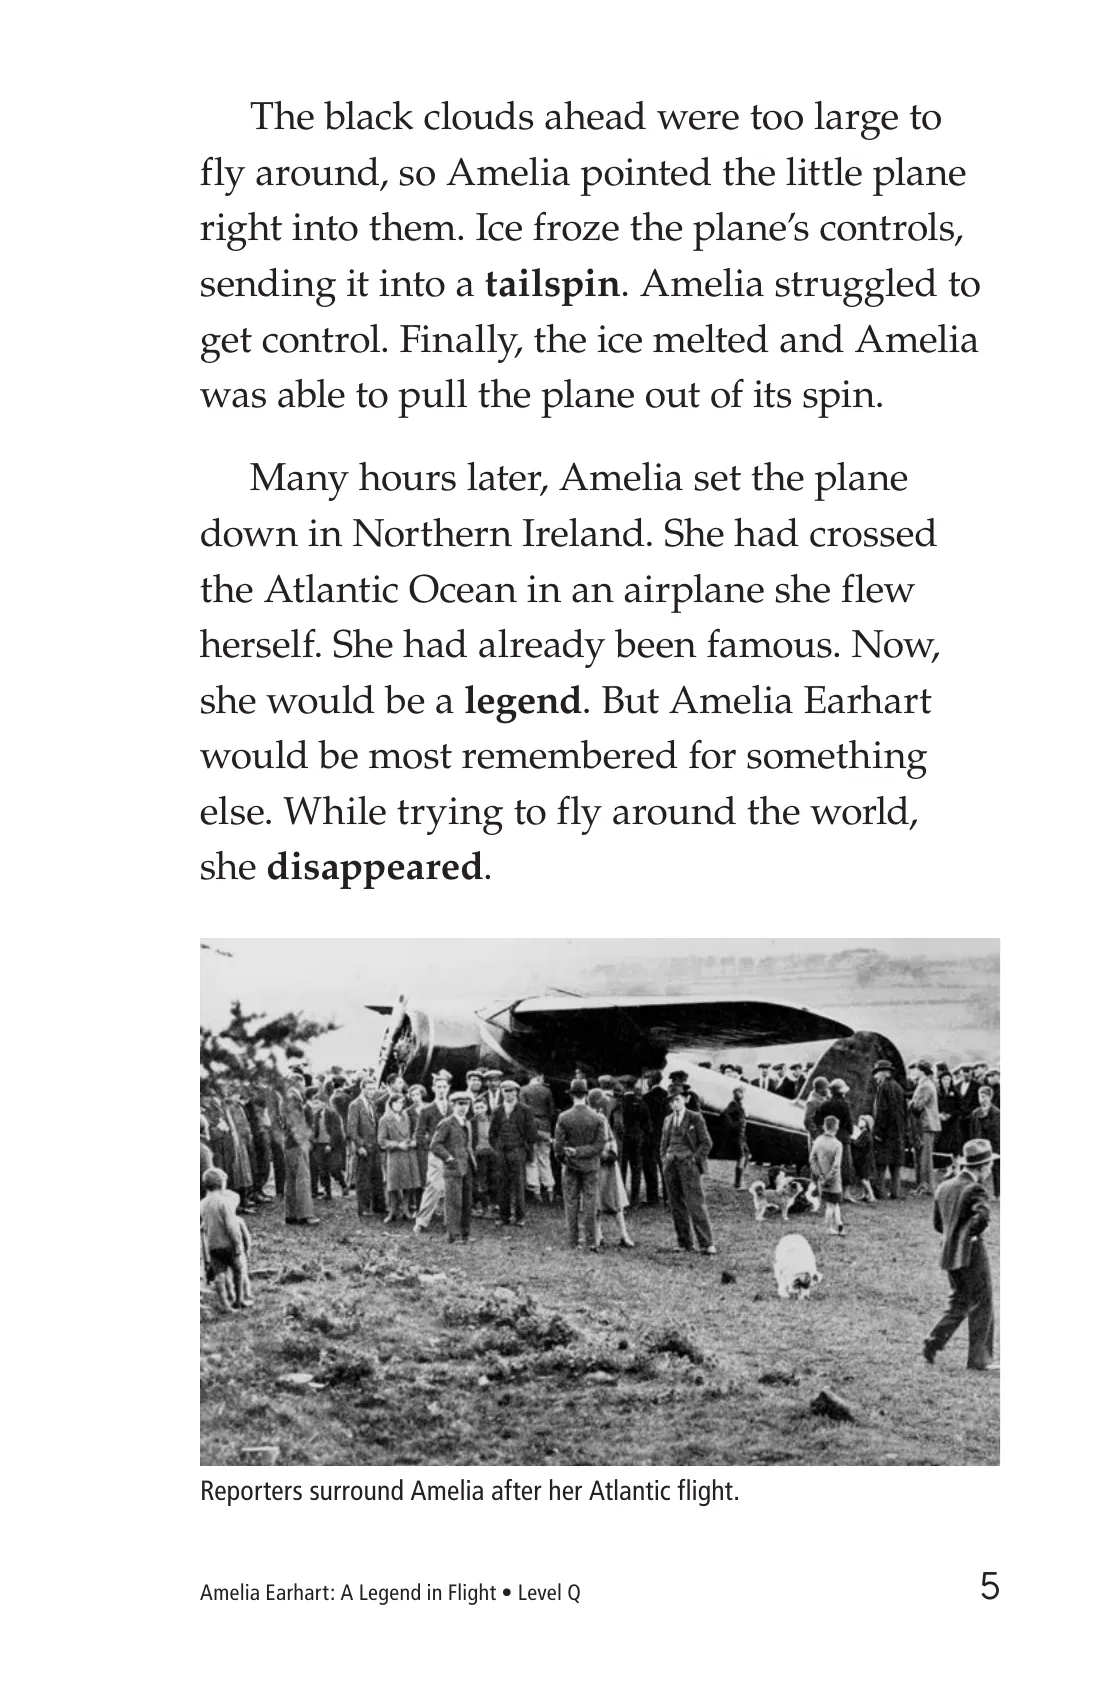 The black clouds ahead were too large to
fly around, so Amelia pointed the little plane
right into them. Ice froze the plane’s controls,
sending it into a tailspin. Amelia struggled to
get control. Finally, the ice melted and Amelia
was able to pull the plane out of its spin.
Many hours later, Amelia set the plane
down in Northern Ireland. She had crossed
the Atlantic Ocean in an airplane she flew
herself. She had already been famous. Now,
she would be a legend. But Amelia Earhart
would be most remembered for something
else. While trying to fly around the world,
she disappeared.
Reporters surround Amelia after her Atlantic flight.
Amelia Earhart: A Legend in Flight • Level Q
5